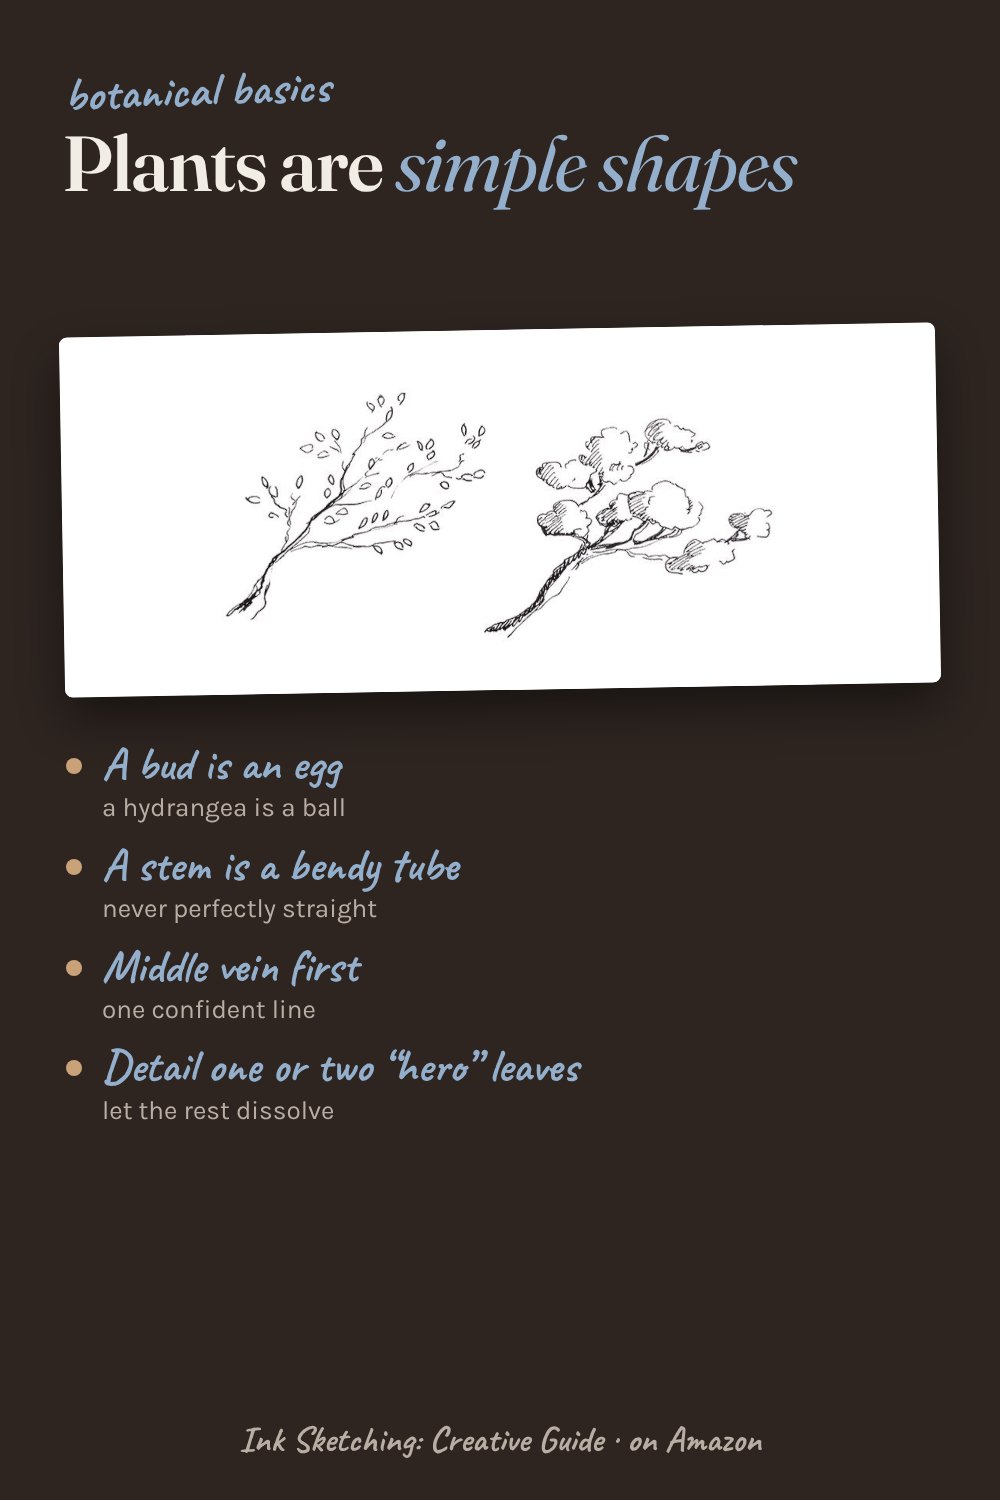 botanical basics
Plants are simple shapes
A bud is an egg
a hydrangea is a ball
A stem is a bendy tube
never perfectly straight
Middle vein first
one confident line
Detail one or two “hero” leaves
let the rest dissolve
Ink Sketching: Creative Guide · on Amazon